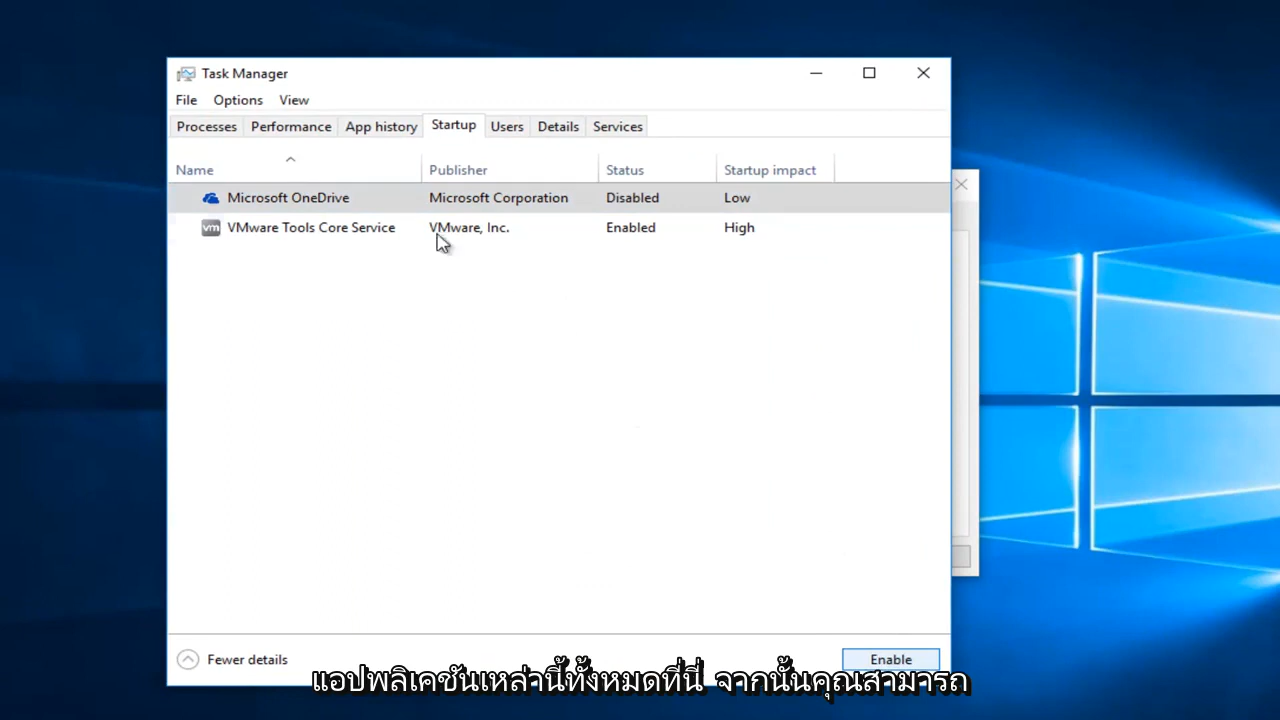 Task Manager
File Options View
Processes Performance App history Startup Users Details Services
Name Publisher Status Startup impact
Microsoft OneDrive Microsoft Corporation Disabled Low
vm VMware Tools Core Service VMware, Inc. Enabled High
Fewer details Enable
แอปพลิเคชันเหล่านี้ทั้งหมดที่นี่ จากนั้นคุณสามารถ